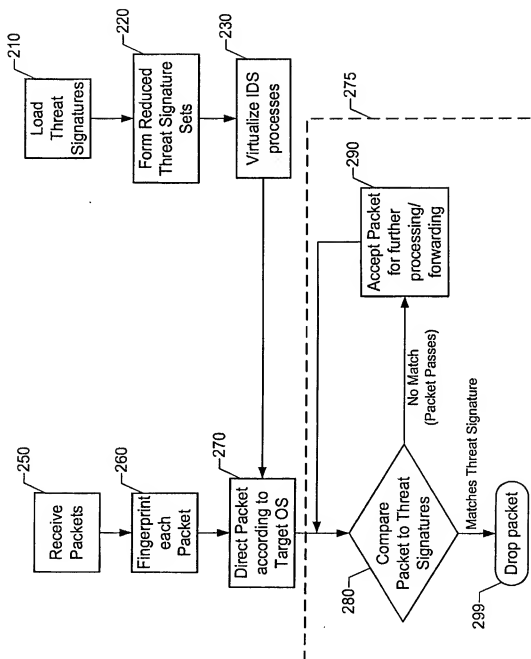 210
Load
Threat
Signatures
220
Form Reduced
Threat Signature
Sets
230
Virtualize IDS
processes
250
Receive Packets
260
Fingerprint
each
Packet
270
Direct Packet
according to
Target OS
275
280
Compare
Packet to Threat
Signatures
No Match
(Packet Passes)
290
Accept Packet
for further
processing/
forwarding
Matches Threat Signature
299
Drop packet